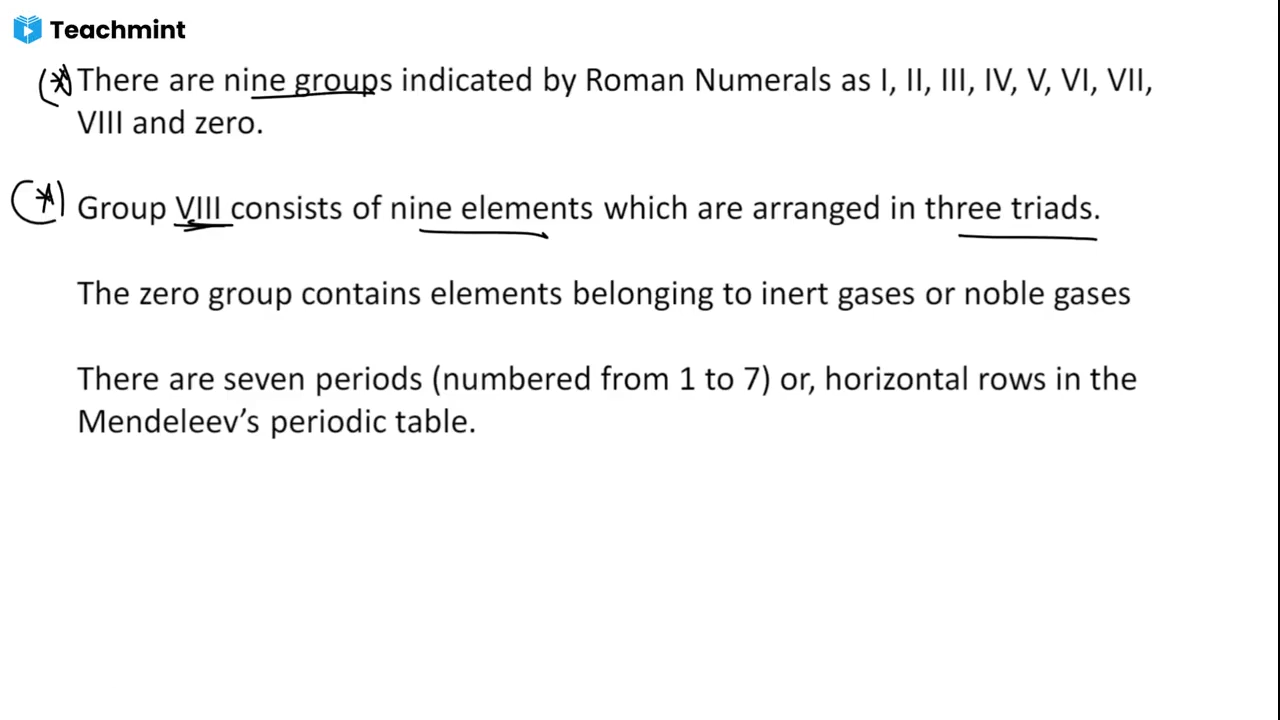 Teachmint
(*) There are nine groups indicated by Roman Numerals as I, II, III, IV, V, VI, VII,
VIII and zero.
(*) Group VIII consists of nine elements which are arranged in three triads.
The zero group contains elements belonging to inert gases or noble gases
There are seven periods (numbered from 1 to 7) or, horizontal rows in the
Mendeleev’s periodic table.